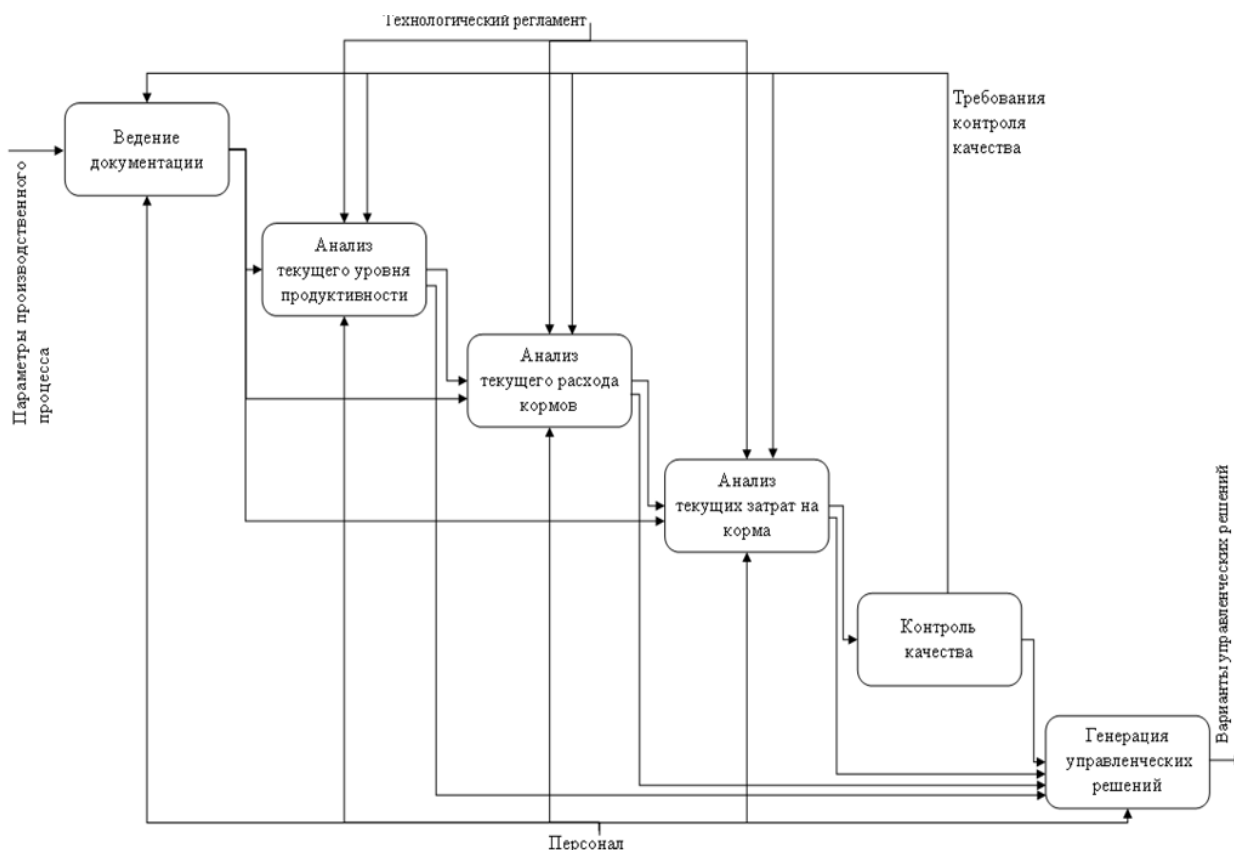 Технологический регламент
Требования
контроля
качества
Ведение
документации
Параметры производственного
процесса
Анализ
текущего уровня
продуктивности
Анализ
текущего расхода
кормов
Анализ
текущих затрат на
корма
Контроль
качества
Генерация
управленческих
решений
Варианты управленческих решений
Персонал